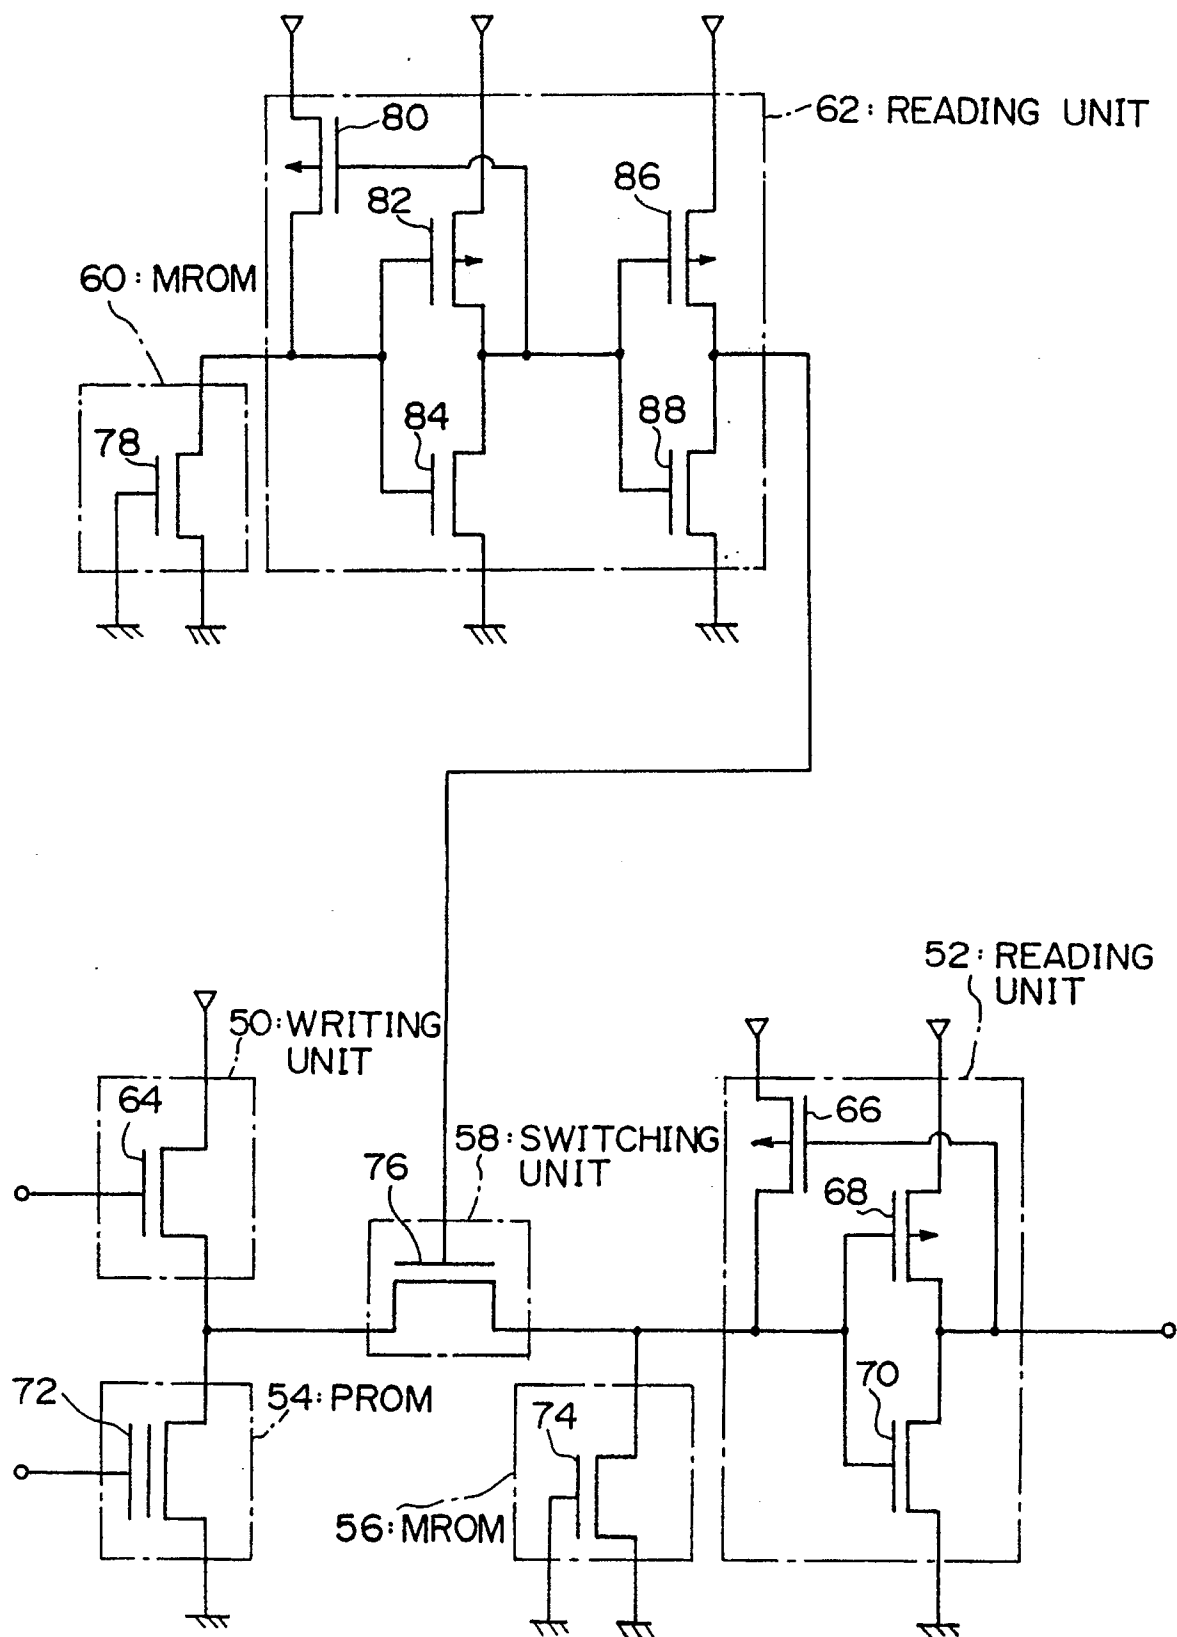 80
62: READING UNIT
86
82
60: MROM
84
88
78
52: READING
UNIT
50: WRITING
UNIT
64
66
58: SWITCHING
UNIT
76
68
72
54: PROM
70
74
56: MROM